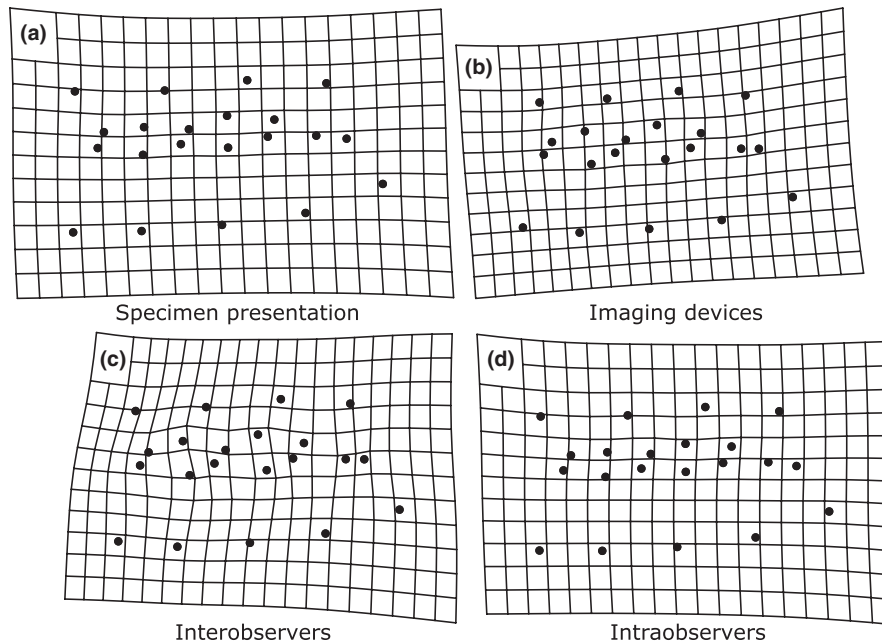 (a)
(b)
Specimen presentation
Imaging devices
(c)
(d)
Interobservers
Intraobservers